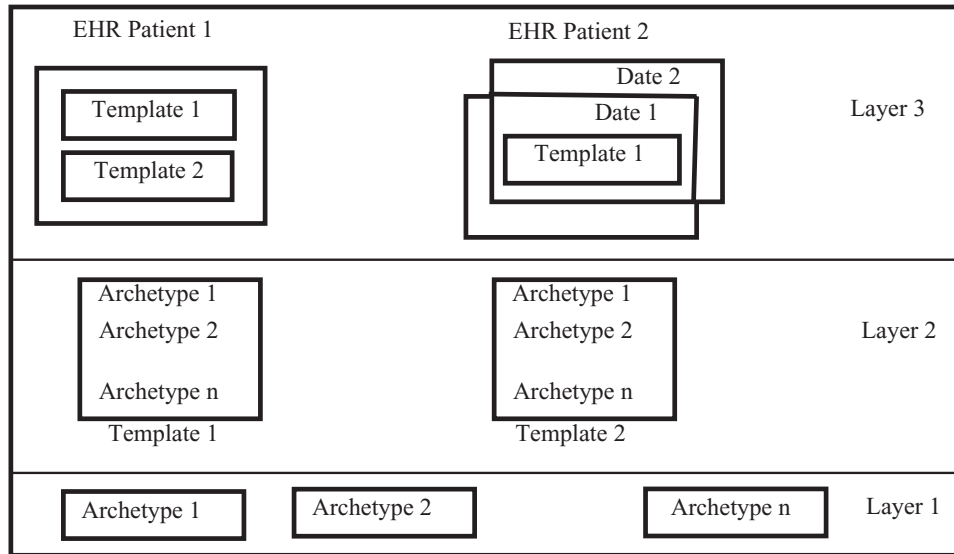 EHR Patient 1
EHR Patient 2
Template 1
Template 2
Date 2
Date 1
Template 1
Layer 3
Archetype 1
Archetype 2
Archetype n
Template 1
Archetype 1
Archetype 2
Archetype n
Template 2
Layer 2
Archetype 1
Archetype 2
Archetype n
Layer 1